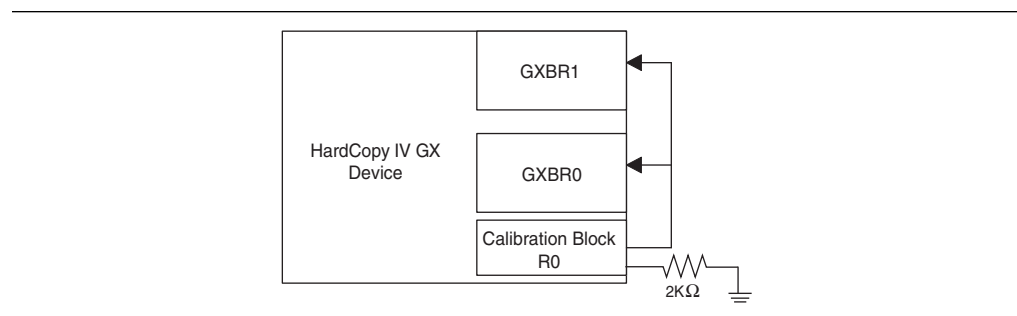 GXBR1
HardCopy IV GX
Device
GXBR0
Calibration Block
R0
2KΩ